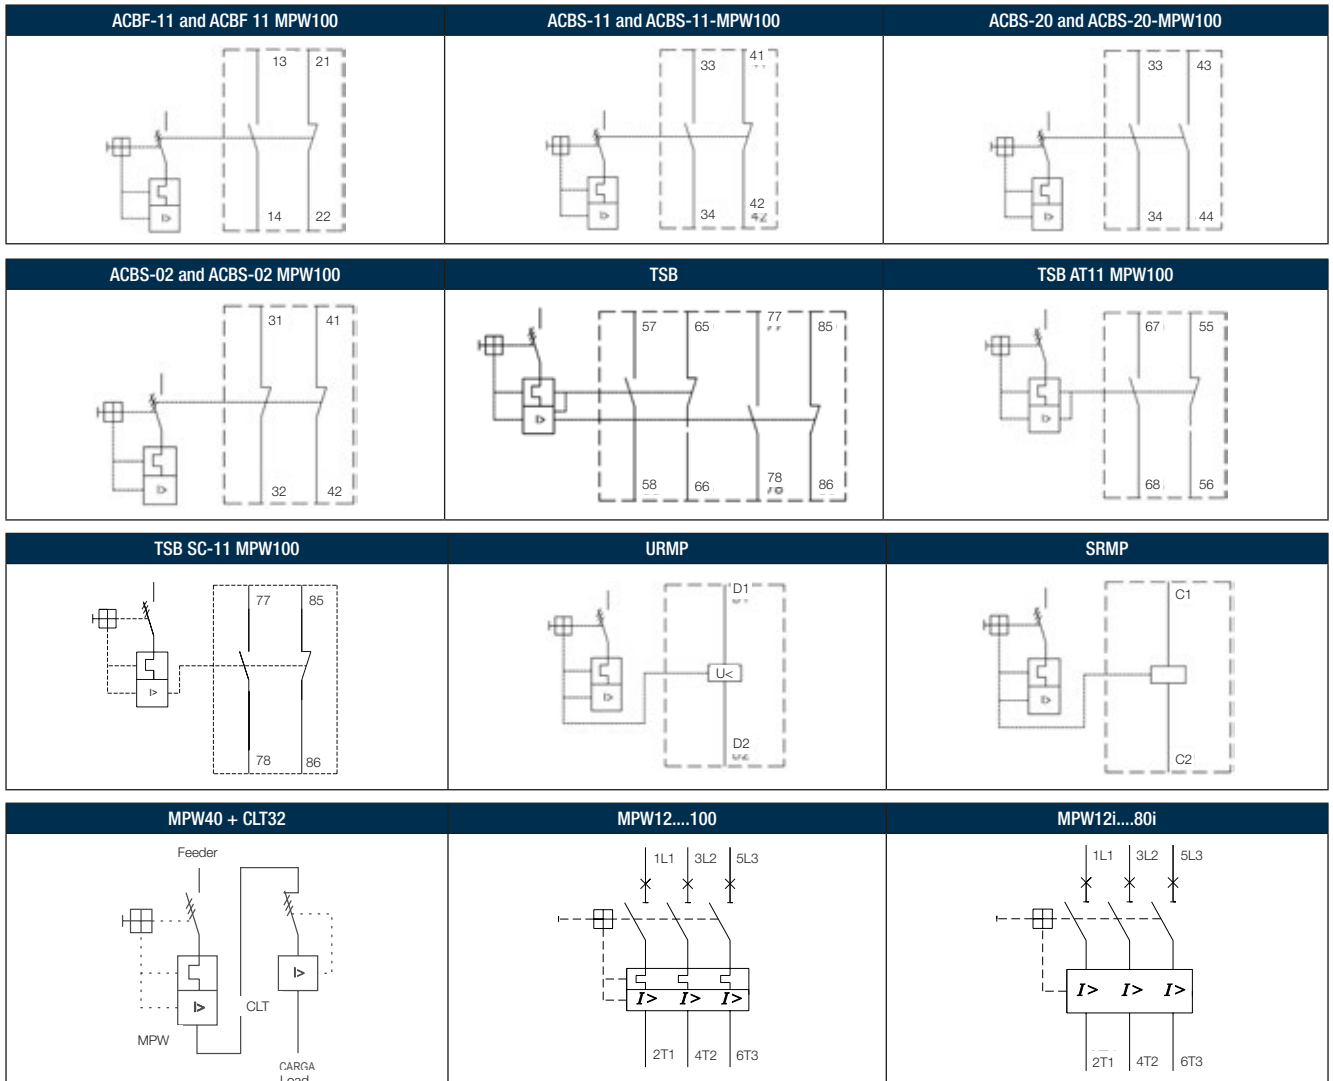 ACBF-11 and ACBF 11 MPW100
ACBS-11 and ACBS-11-MPW100
ACBS-20 and ACBS-20-MPW100
13 21
I>
14 22
33 41
I>
34 42
33 43
I>
34 44
ACBS-02 and ACBS-02 MPW100
TSB
TSB AT11 MPW100
31 41
I>
32 42
57 65 77 85
I>
58 66 78 86
67 55
I>
68 56
TSB SC-11 MPW100
URMP
SRMP
77 85
I>
78 86
D1
U<
I>
D2
C1
I>
C2
MPW40 + CLT32
MPW12....100
MPW12i....80i
Feeder
I>
I>
CLT
MPW
CARGA
Load
1L1 3L2 5L3
I> I> I>
2T1 4T2 6T3
1L1 3L2 5L3
I> I> I>
2T1 4T2 6T3